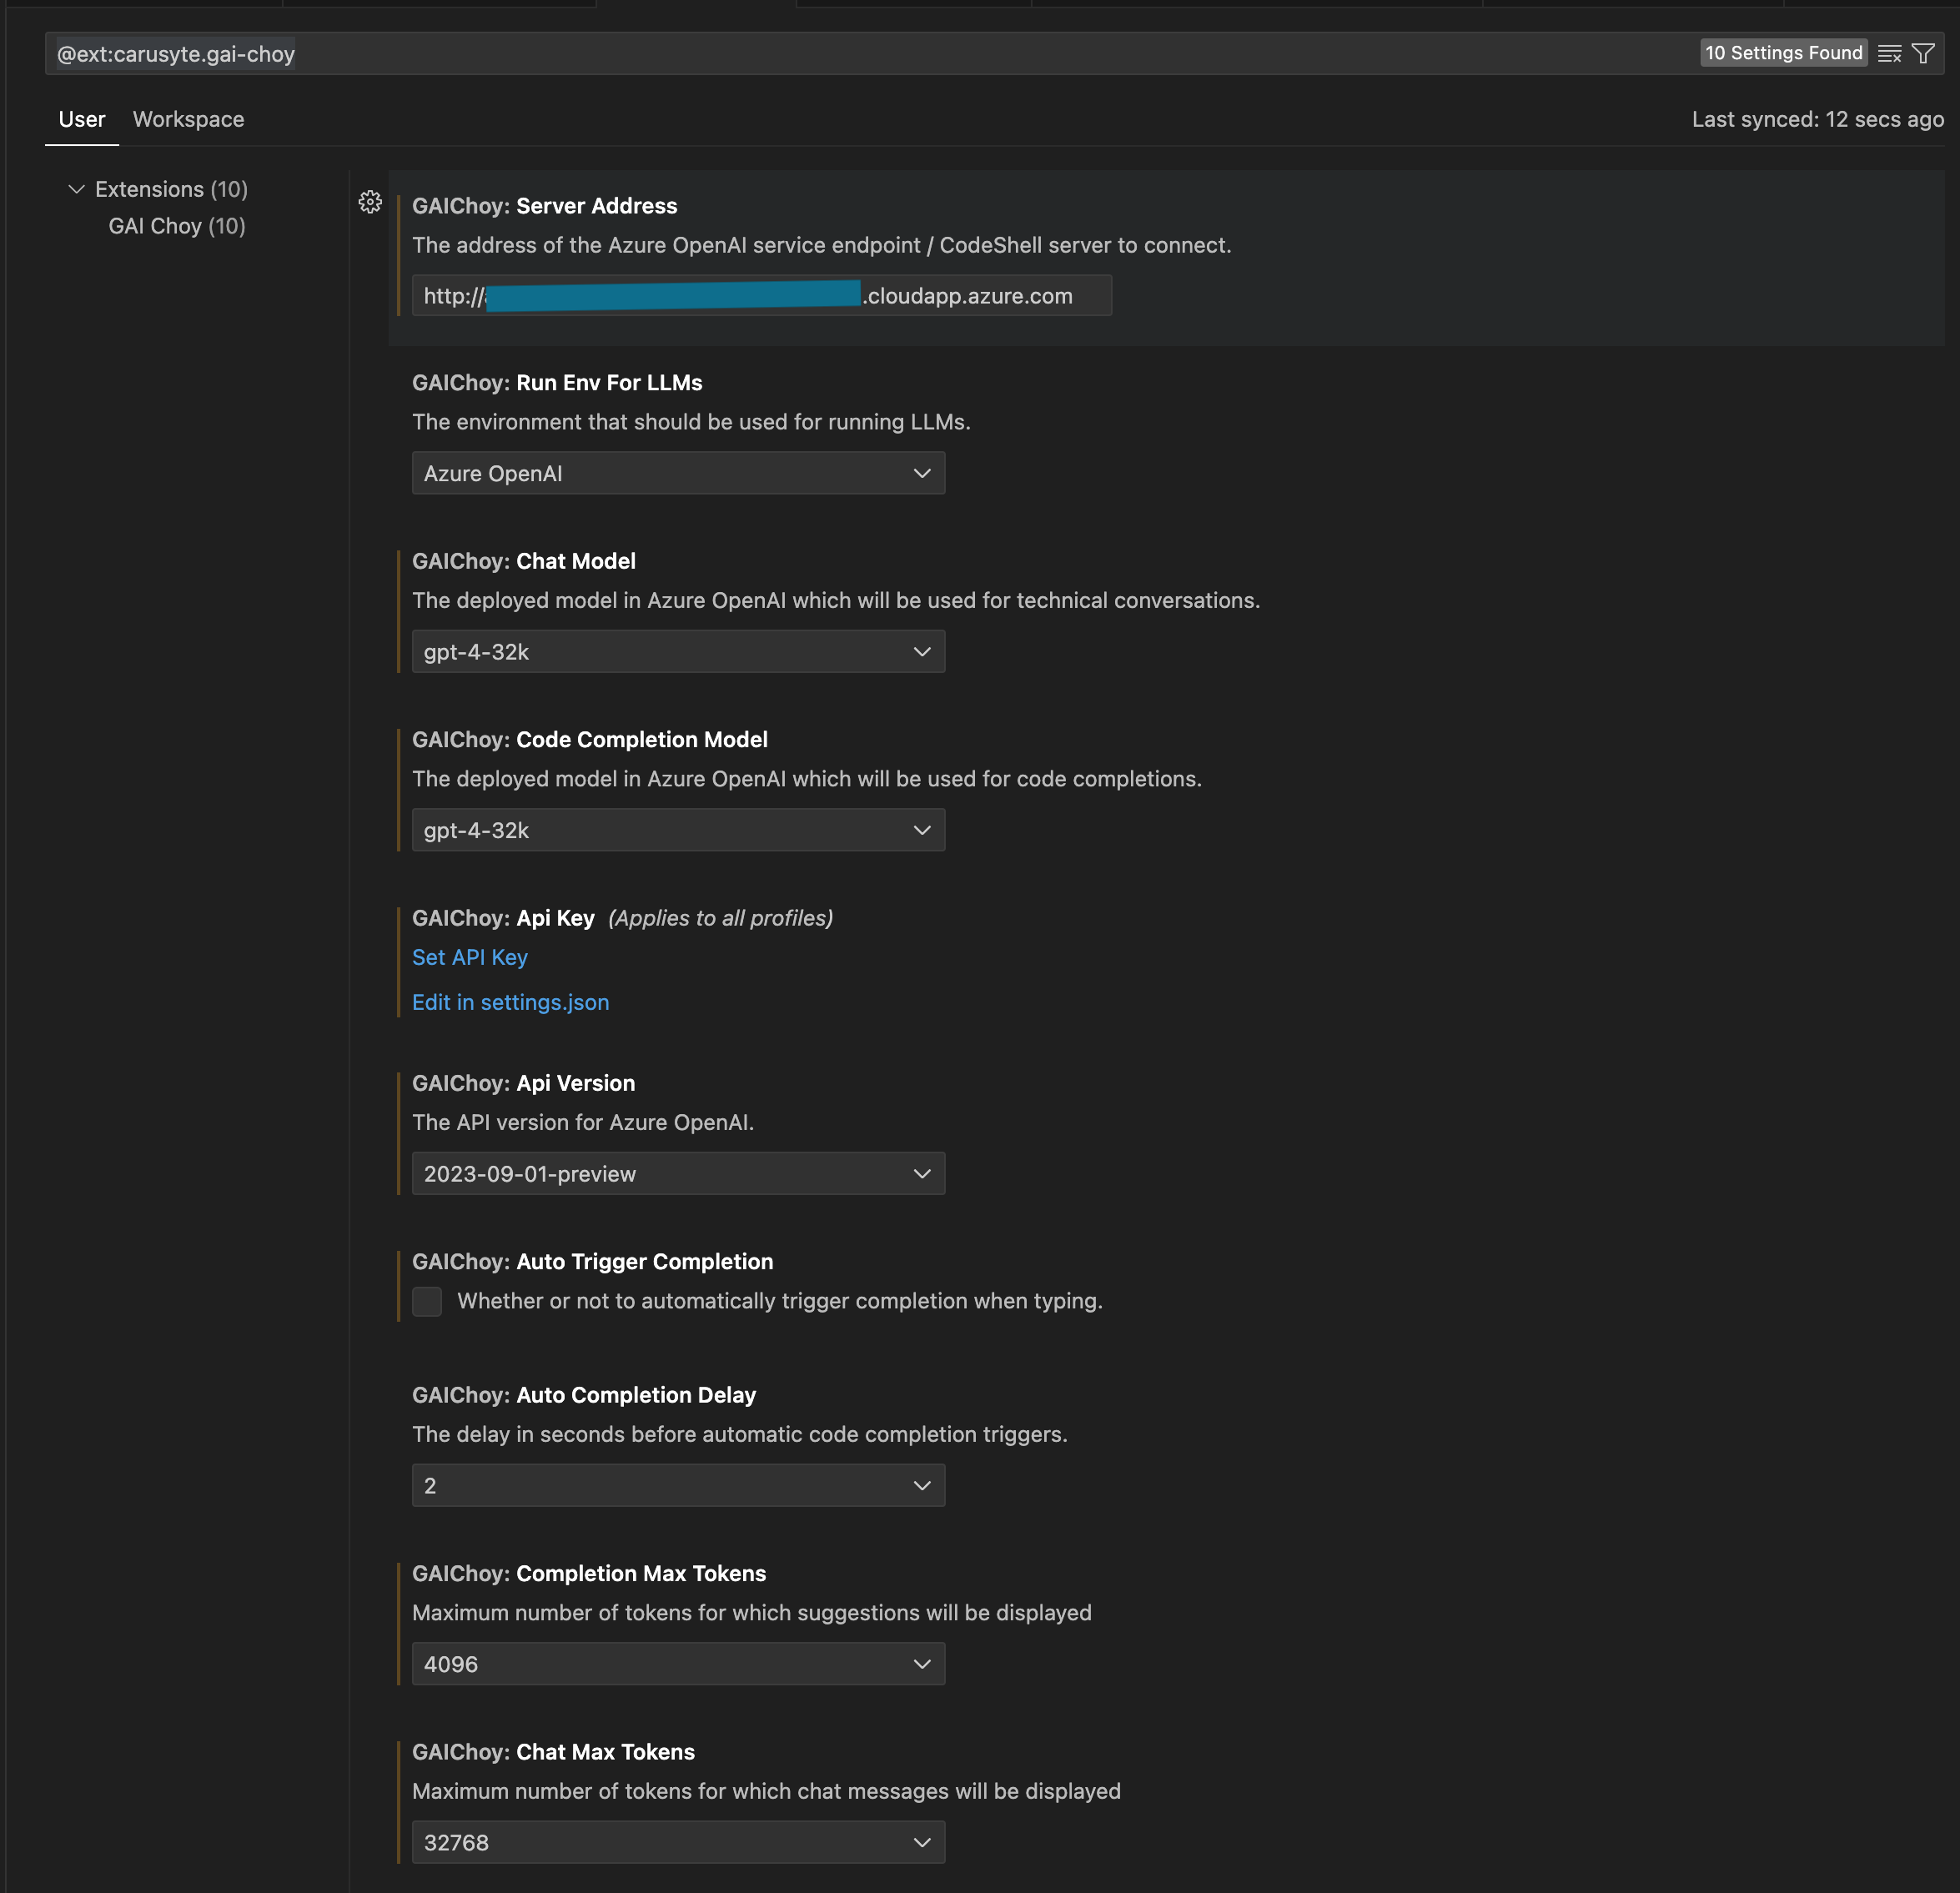 @ext:carusyte.gai-choy
10 Settings Found
User
Workspace
Last synced: 12 secs ago
Extensions (10)
GAI Choy (10)
GAIChoy: Server Address
The address of the Azure OpenAI service endpoint / CodeShell server to connect.
http:// .cloudapp.azure.com
GAIChoy: Run Env For LLMs
The environment that should be used for running LLMs.
Azure OpenAI
GAIChoy: Chat Model
The deployed model in Azure OpenAI which will be used for technical conversations.
gpt-4-32k
GAIChoy: Code Completion Model
The deployed model in Azure OpenAI which will be used for code completions.
gpt-4-32k
GAIChoy: Api Key (Applies to all profiles)
Set API Key
Edit in settings.json
GAIChoy: Api Version
The API version for Azure OpenAI.
2023-09-01-preview
GAIChoy: Auto Trigger Completion
Whether or not to automatically trigger completion when typing.
GAIChoy: Auto Completion Delay
The delay in seconds before automatic code completion triggers.
2
GAIChoy: Completion Max Tokens
Maximum number of tokens for which suggestions will be displayed
4096
GAIChoy: Chat Max Tokens
Maximum number of tokens for which chat messages will be displayed
32768